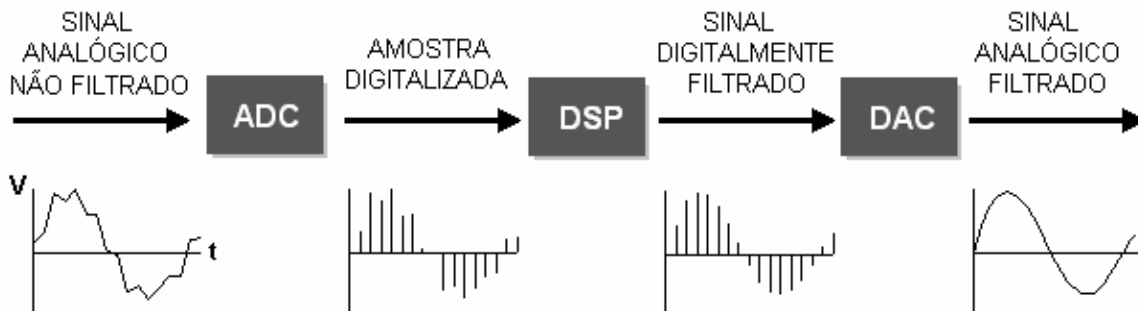 SINAL
ANALÓGICO
NÃO FILTRADO
ADC
AMOSTRA
DIGITALIZADA
DSP
SINAL
DIGITALMENTE
FILTRADO
DAC
SINAL
ANALÓGICO
FILTRADO
V
t